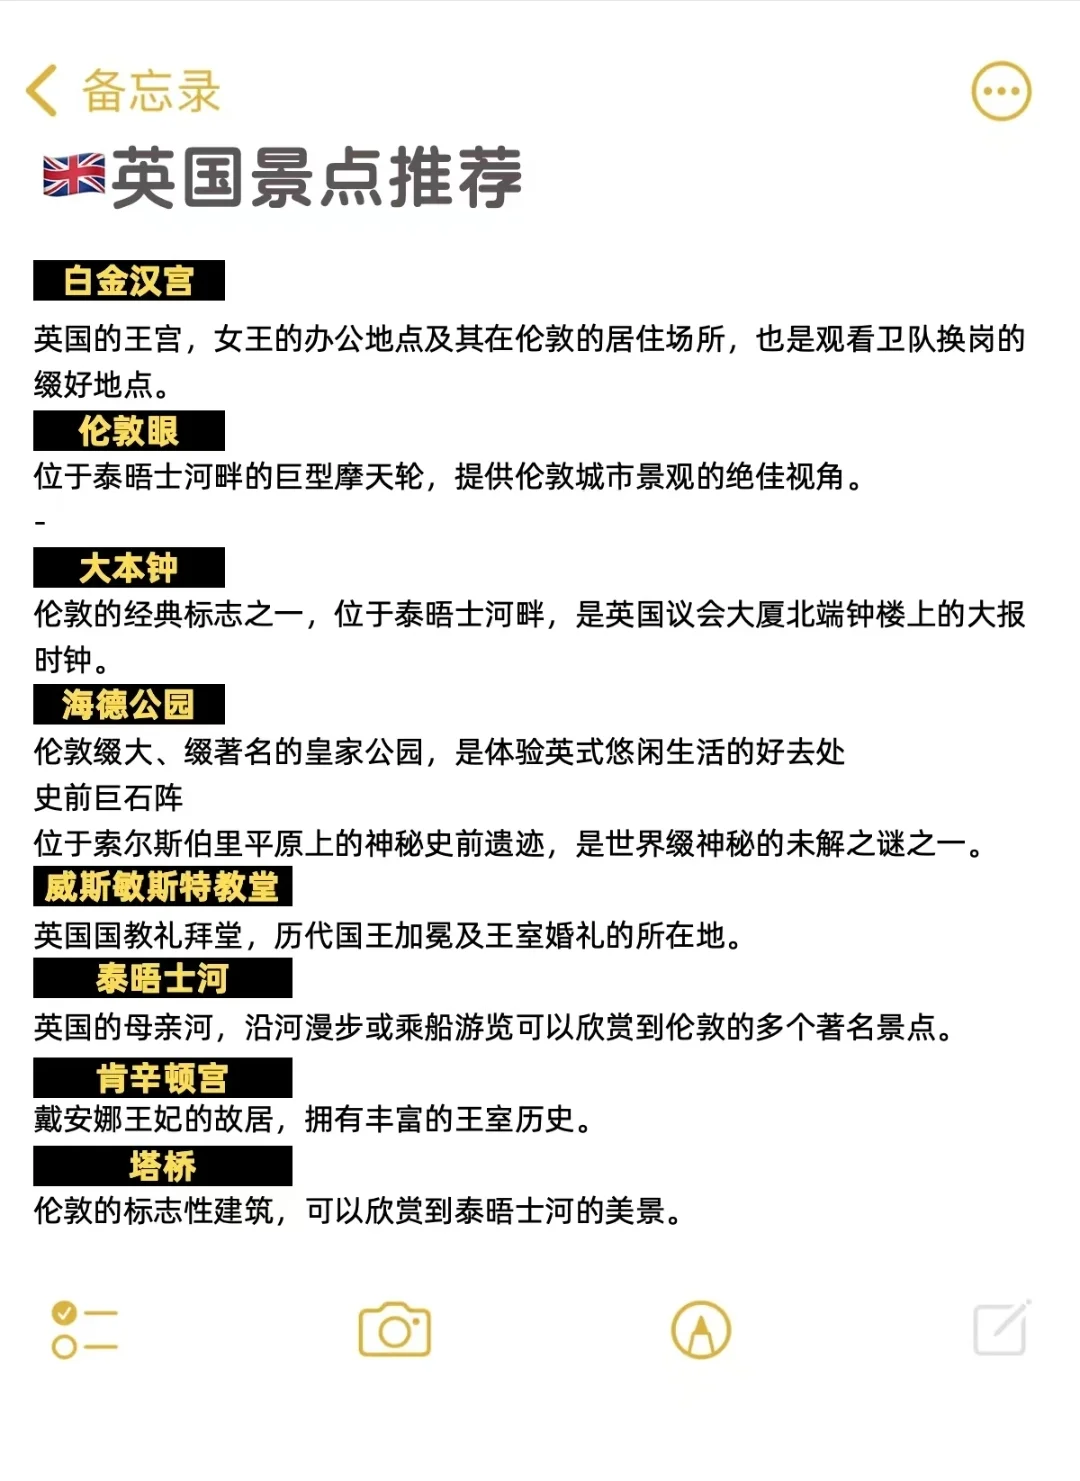 备忘录
🇬🇧英国景点推荐
白金汉宫
英国的王宫，女王的办公地点及其在伦敦的居住场所，也是观看卫队换岗的
缀好地点。
伦敦眼
位于泰晤士河畔的巨型摩天轮，提供伦敦城市景观的绝佳视角。
-
大本钟
伦敦的经典标志之一，位于泰晤士河畔，是英国议会大厦北端钟楼上的大报
时钟。
海德公园
伦敦缀大、缀著名的皇家公园，是体验英式悠闲生活的好去处
史前巨石阵
位于索尔斯伯里平原上的神秘史前遗迹，是世界缀神秘的未解之谜之一。
威斯敏斯特教堂
英国国教礼拜堂，历代国王加冕及王室婚礼的所在地。
泰晤士河
英国的母亲河，沿河漫步或乘船游览可以欣赏到伦敦的多个著名景点。
肯辛顿宫
戴安娜王妃的故居，拥有丰富的王室历史。
塔桥
伦敦的标志性建筑，可以欣赏到泰晤士河的美景。